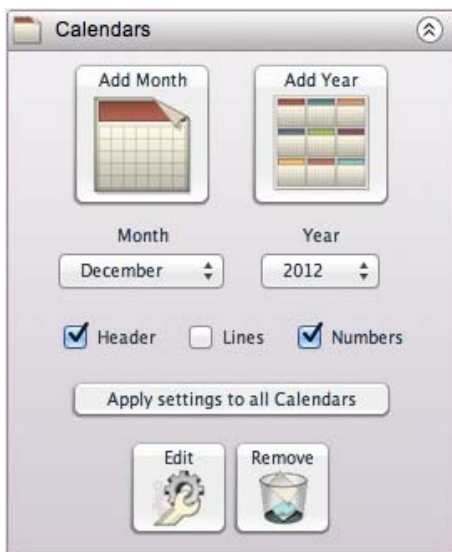 Calendars
Add Month Add Year
Month Year
December 2012
Header Lines Numbers
Apply settings to all Calendars
Edit Remove